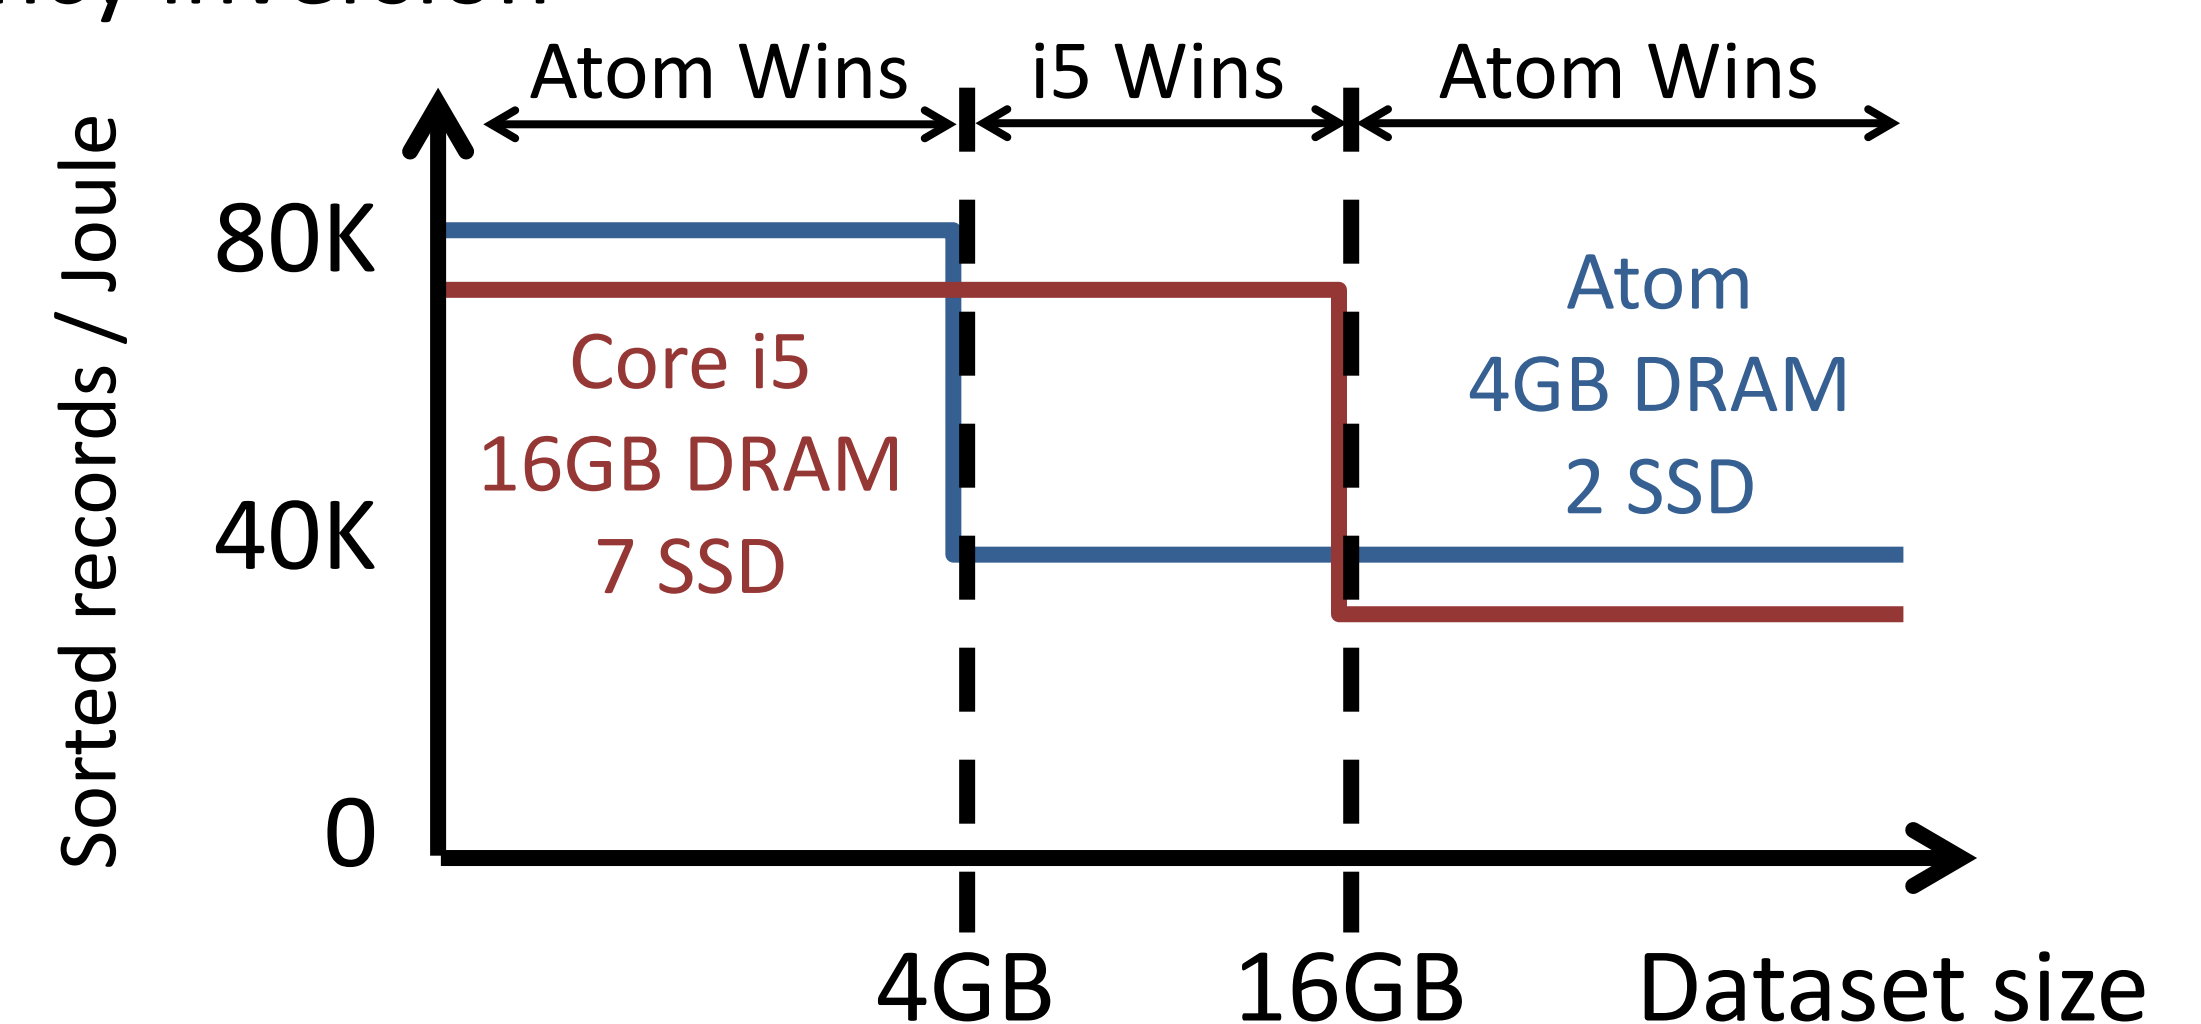 Atom Wins
i5 Wins
Atom Wins
Sorted records / Joule
80K
40K
0
Core i5
16GB DRAM
7 SSD
Atom
4GB DRAM
2 SSD
4GB
16GB
Dataset size